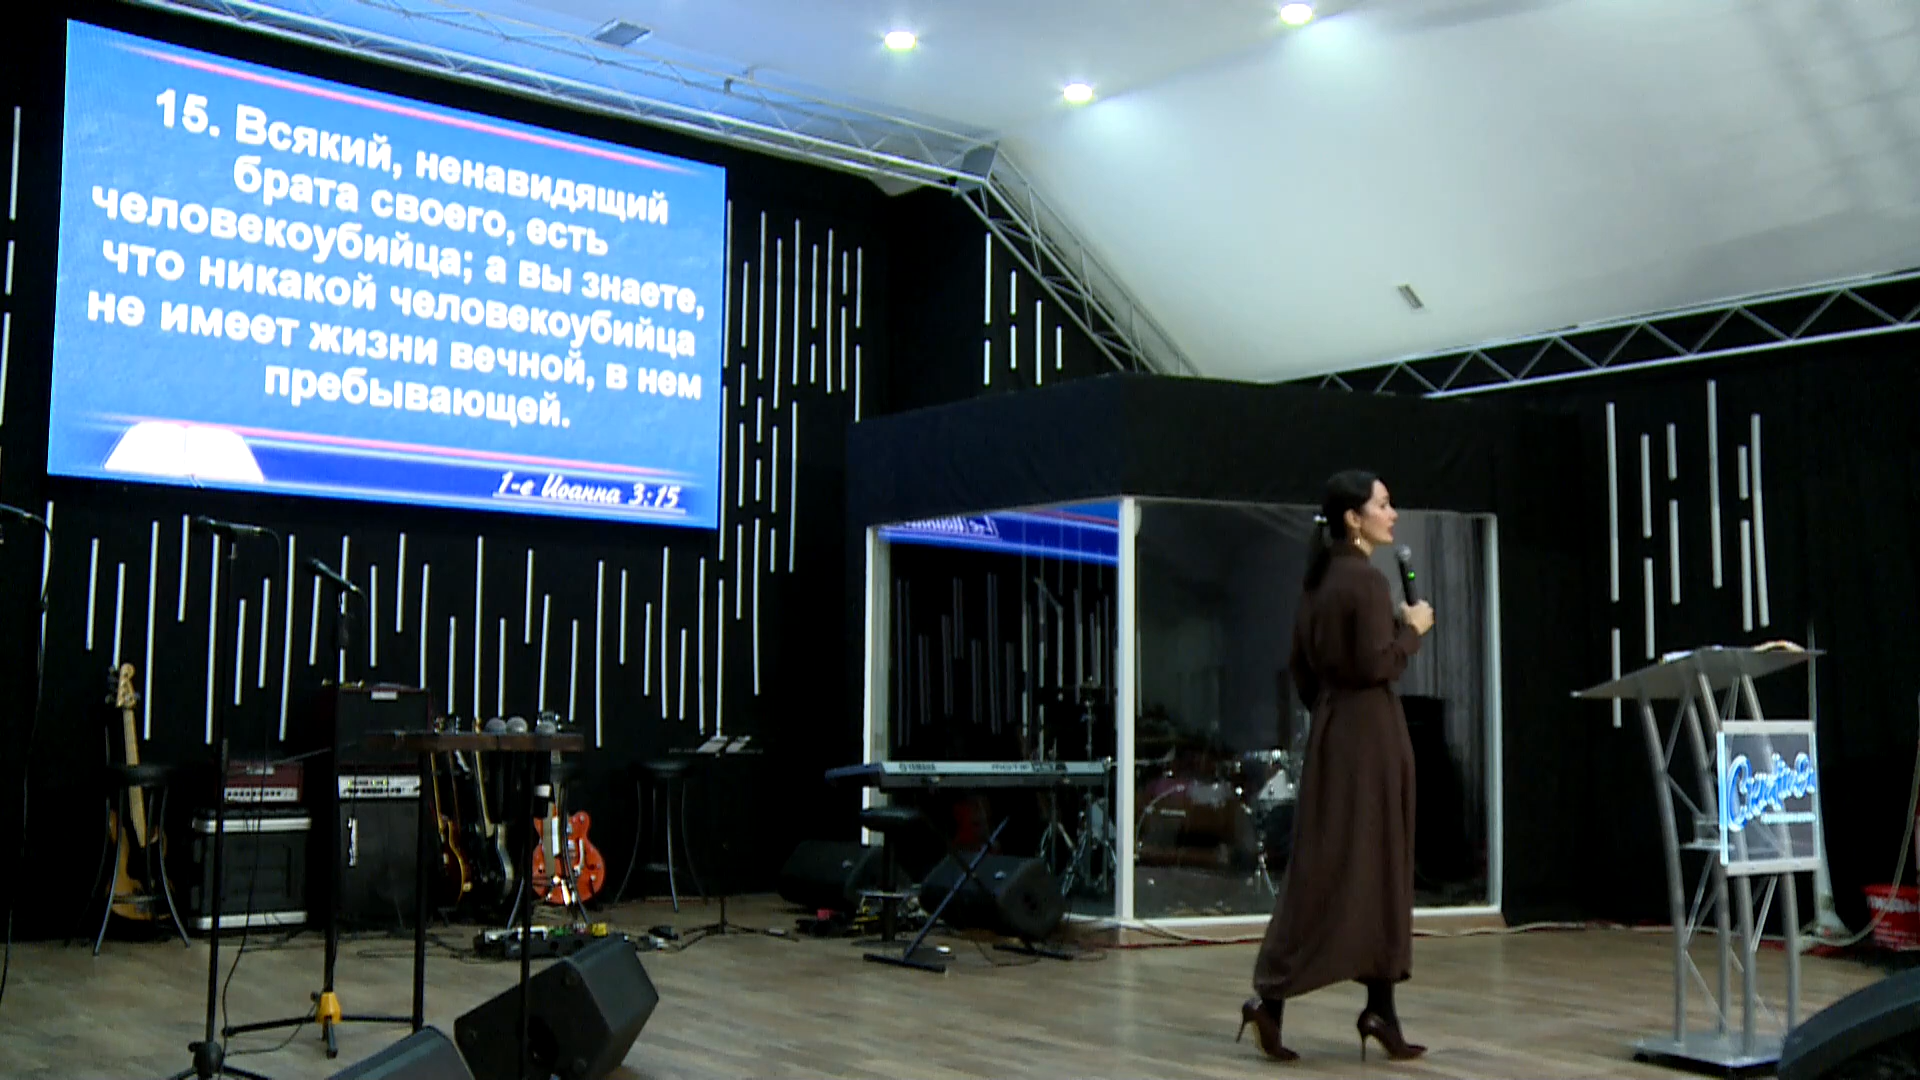 15. Всякий, ненавидящий
брата своего, есть
человекоубийца; а вы знаете,
что никакой человекоубийца
не имеет жизни вечной, в нем
пребывающей.
1-е Иоанна 3:15
YAMAHA